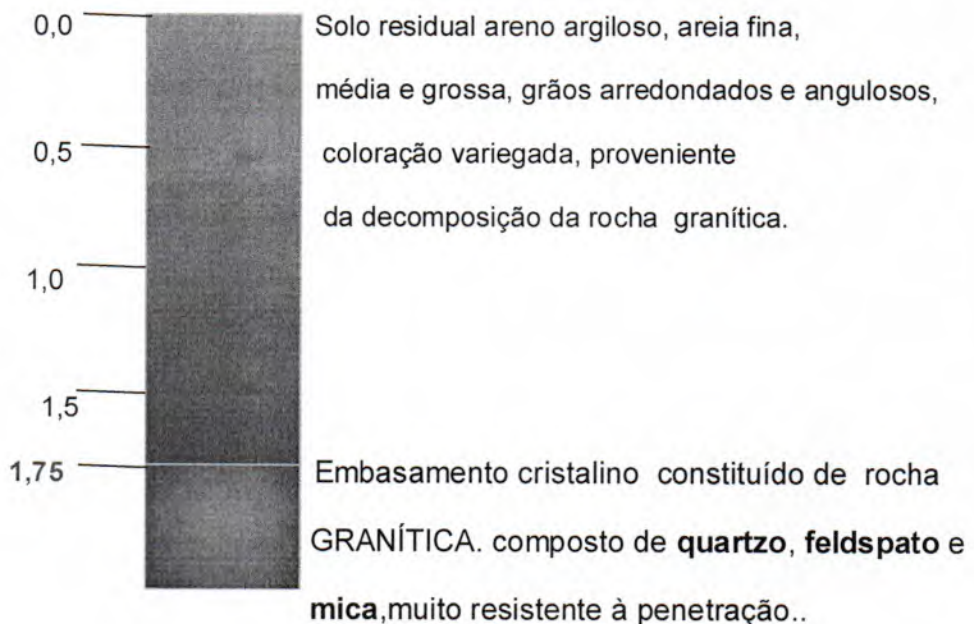 0,0
Solo residual areno argiloso, areia fina,
média e grossa, grãos arredondados e angulosos,
0,5
coloração variegada, proveniente
da decomposição da rocha granítica.
1,0
1,5
1,75
Embasamento cristalino constituído de rocha
GRANÍTICA. composto de quartzo, feldspato e
mica,muito resistente à penetração..